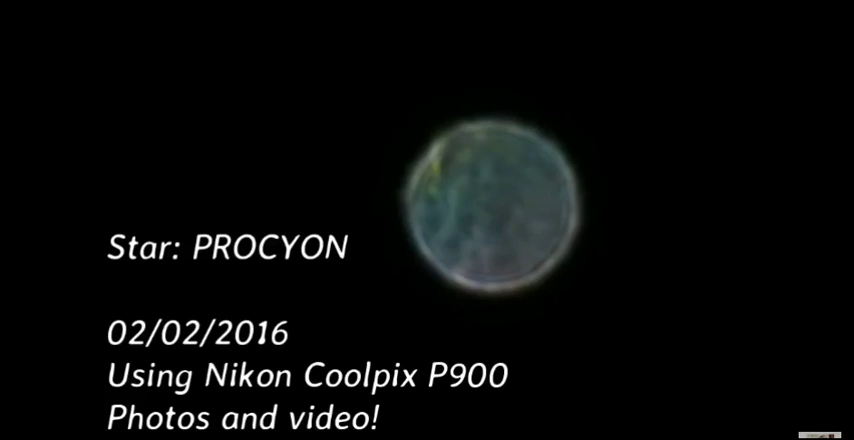 Star: PROCYON
02/02/2016
Using Nikon Coolpix P900
Photos and video!